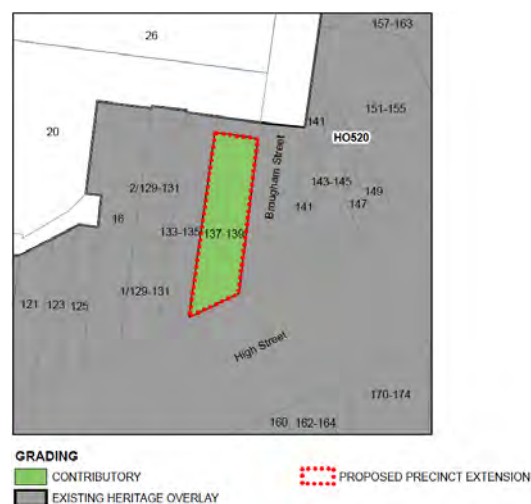 157-163
26
151-155
141
HO520
20
Brougham Street
2/129-131
143-145
149
141
147
16
133-135
137-139
1/129-131
121
123
125
High Street
170-174
160
162-164
GRADING
CONTRIBUTORY
PROPOSED PRECINCT EXTENSION
EXISTING HERITAGE OVERLAY